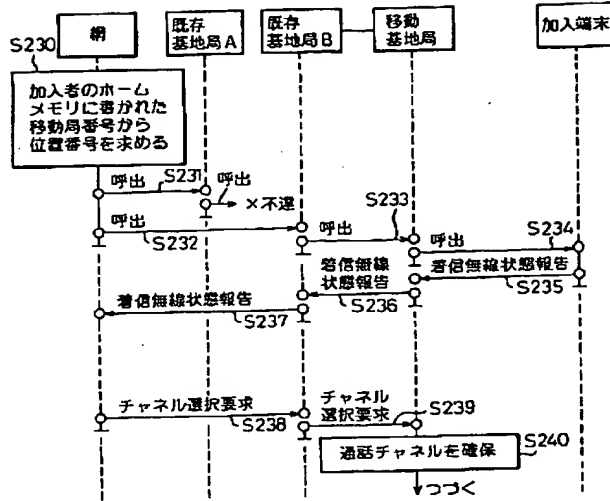 網
既存
基地局A
既存
基地局B
移動
基地局
加入端末
S230
加入者のホーム
メモリに書かれた
移動局番号から
位置番号を求める
呼出
S231
呼出
×不達
呼出
S232
呼出
S233
呼出
S234
着信無線状態報告
S235
着信無線
状態報告
S236
着信無線状態報告
S237
チャネル選択要求
S238
チャネル
選択要求
S239
通話チャネルを確保
S240
つづく